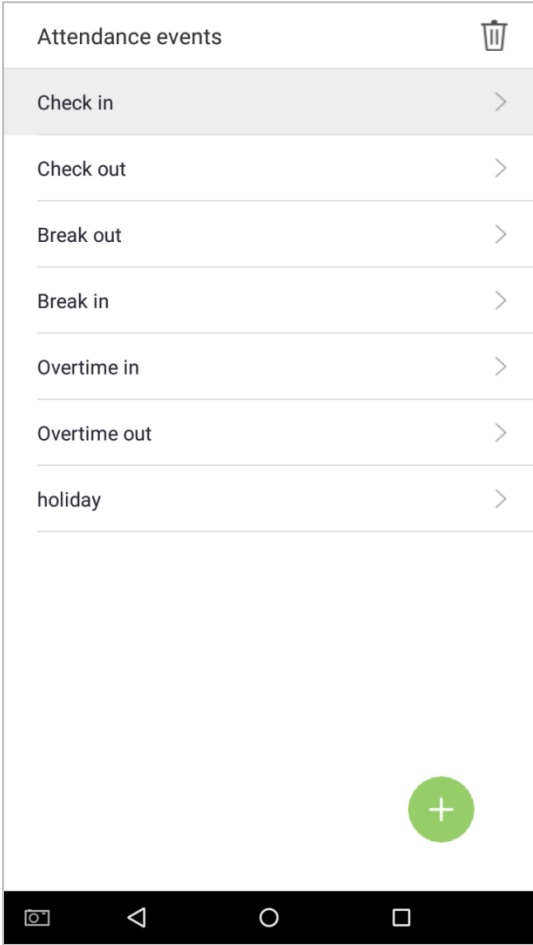 Attendance events
Check in
Check out
Break out
Break in
Overtime in
Overtime out
holiday